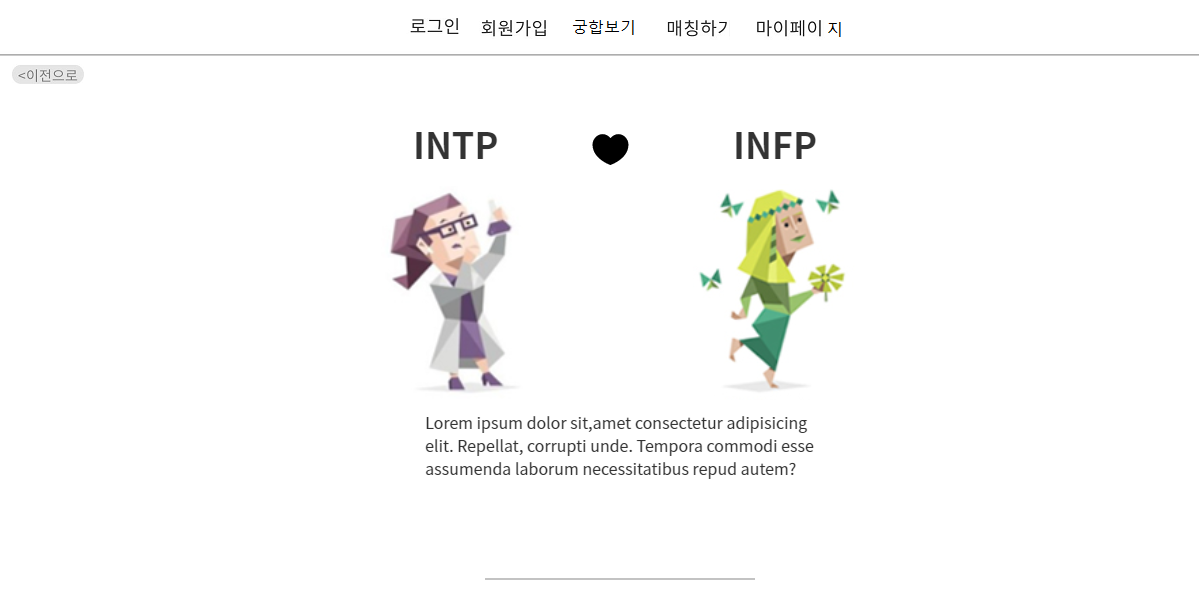 로그인 회원가입 궁합보기 매칭하기 마이페이지
<이전으로
INTP INFP
Lorem ipsum dolor sit,amet consectetur adipisicing
elit. Repellat, corrupti unde. Tempora commodi esse
assumenda laborum necessitatibus repud autem?